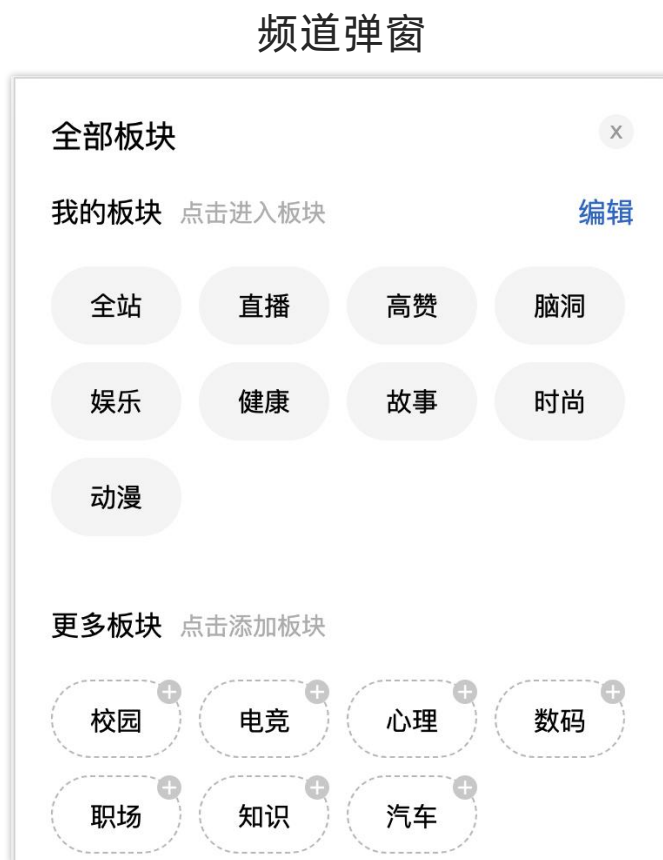 频道弹窗
全部板块 x
我的板块 点击进入板块 编辑
全站 直播 高赞 脑洞
娱乐 健康 故事 时尚
动漫
更多板块 点击添加板块
校园 电竞 心理 数码
职场 知识 汽车